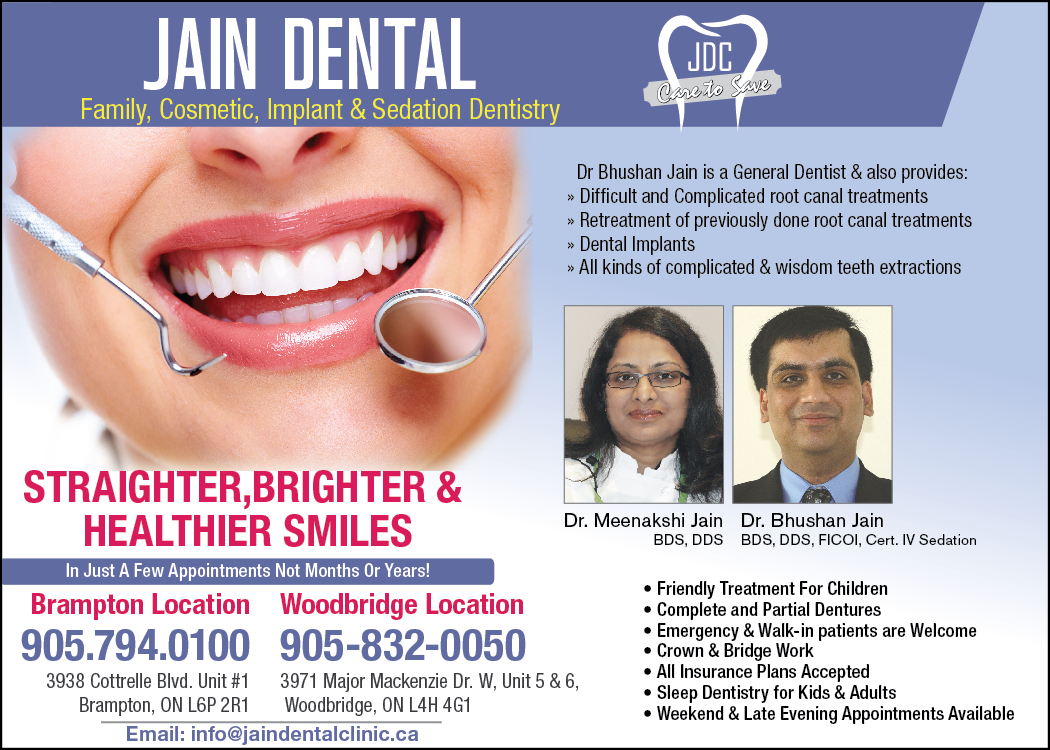 JAIN DENTAL
Family, Cosmetic, Implant & Sedation Dentistry
JDC
Care to Save
Dr Bhushan Jain is a General Dentist & also provides:
» Difficult and Complicated root canal treatments
» Retreatment of previously done root canal treatments
» Dental Implants
» All kinds of complicated & wisdom teeth extractions
Dr. Meenakshi Jain
BDS, DDS
Dr. Bhushan Jain
BDS, DDS, FICOI, Cert. IV Sedation
STRAIGHTER,BRIGHTER &
HEALTHIER SMILES
In Just A Few Appointments Not Months Or Years!
Brampton Location
905.794.0100
3938 Cottrelle Blvd. Unit #1
Brampton, ON L6P 2R1
Woodbridge Location
905-832-0050
3971 Major Mackenzie Dr. W, Unit 5 & 6,
Woodbridge, ON L4H 4G1
Email: info@jaindentalclinic.ca
• Friendly Treatment For Children
• Complete and Partial Dentures
• Emergency & Walk-in patients are Welcome
• Crown & Bridge Work
• All Insurance Plans Accepted
• Sleep Dentistry for Kids & Adults
• Weekend & Late Evening Appointments Available